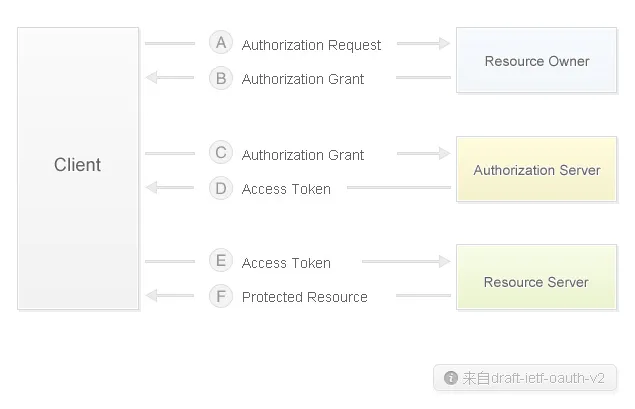 Client
A Authorization Request
Resource Owner
B Authorization Grant
C Authorization Grant
Authorization Server
D Access Token
E Access Token
Resource Server
F Protected Resource
i 来自draft-ietf-oauth-v2